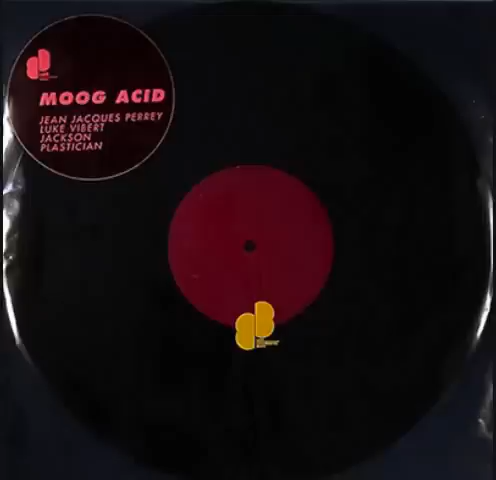 MOOG ACID
JEAN JACQUES PERREY
LUKE VIBERT
JACKSON
PLASTICIAN